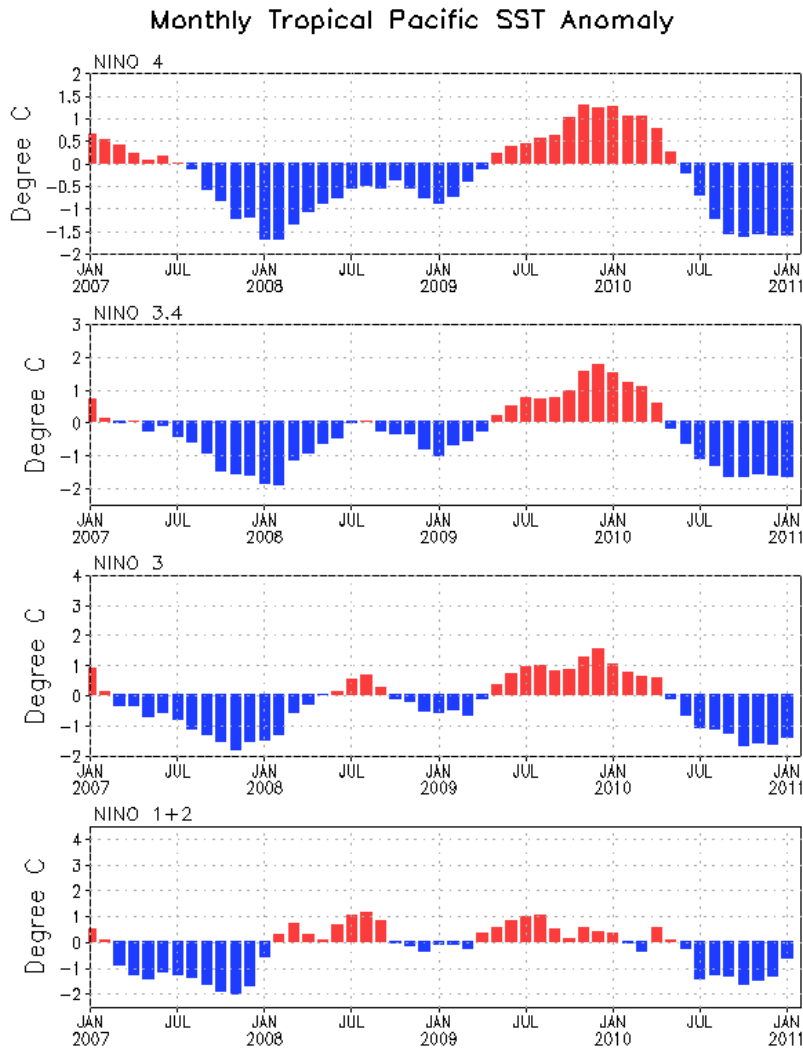 Monthly Tropical Pacific SST Anomaly
NINO 4
Degree C
2
1.5
1
0.5
0
−0.5
−1
−1.5
−2
JAN JUL JAN JUL JAN JUL JAN JUL JAN
2007 2008 2009 2010 2011
NINO 3.4
Degree C
3
2
1
0
−1
−2
JAN JUL JAN JUL JAN JUL JAN JUL JAN
2007 2008 2009 2010 2011
NINO 3
Degree C
4
3
2
1
0
−1
−2
JAN JUL JAN JUL JAN JUL JAN JUL JAN
2007 2008 2009 2010 2011
NINO 1+2
Degree C
4
3
2
1
0
−1
−2
JAN JUL JAN JUL JAN JUL JAN JUL JAN
2007 2008 2009 2010 2011